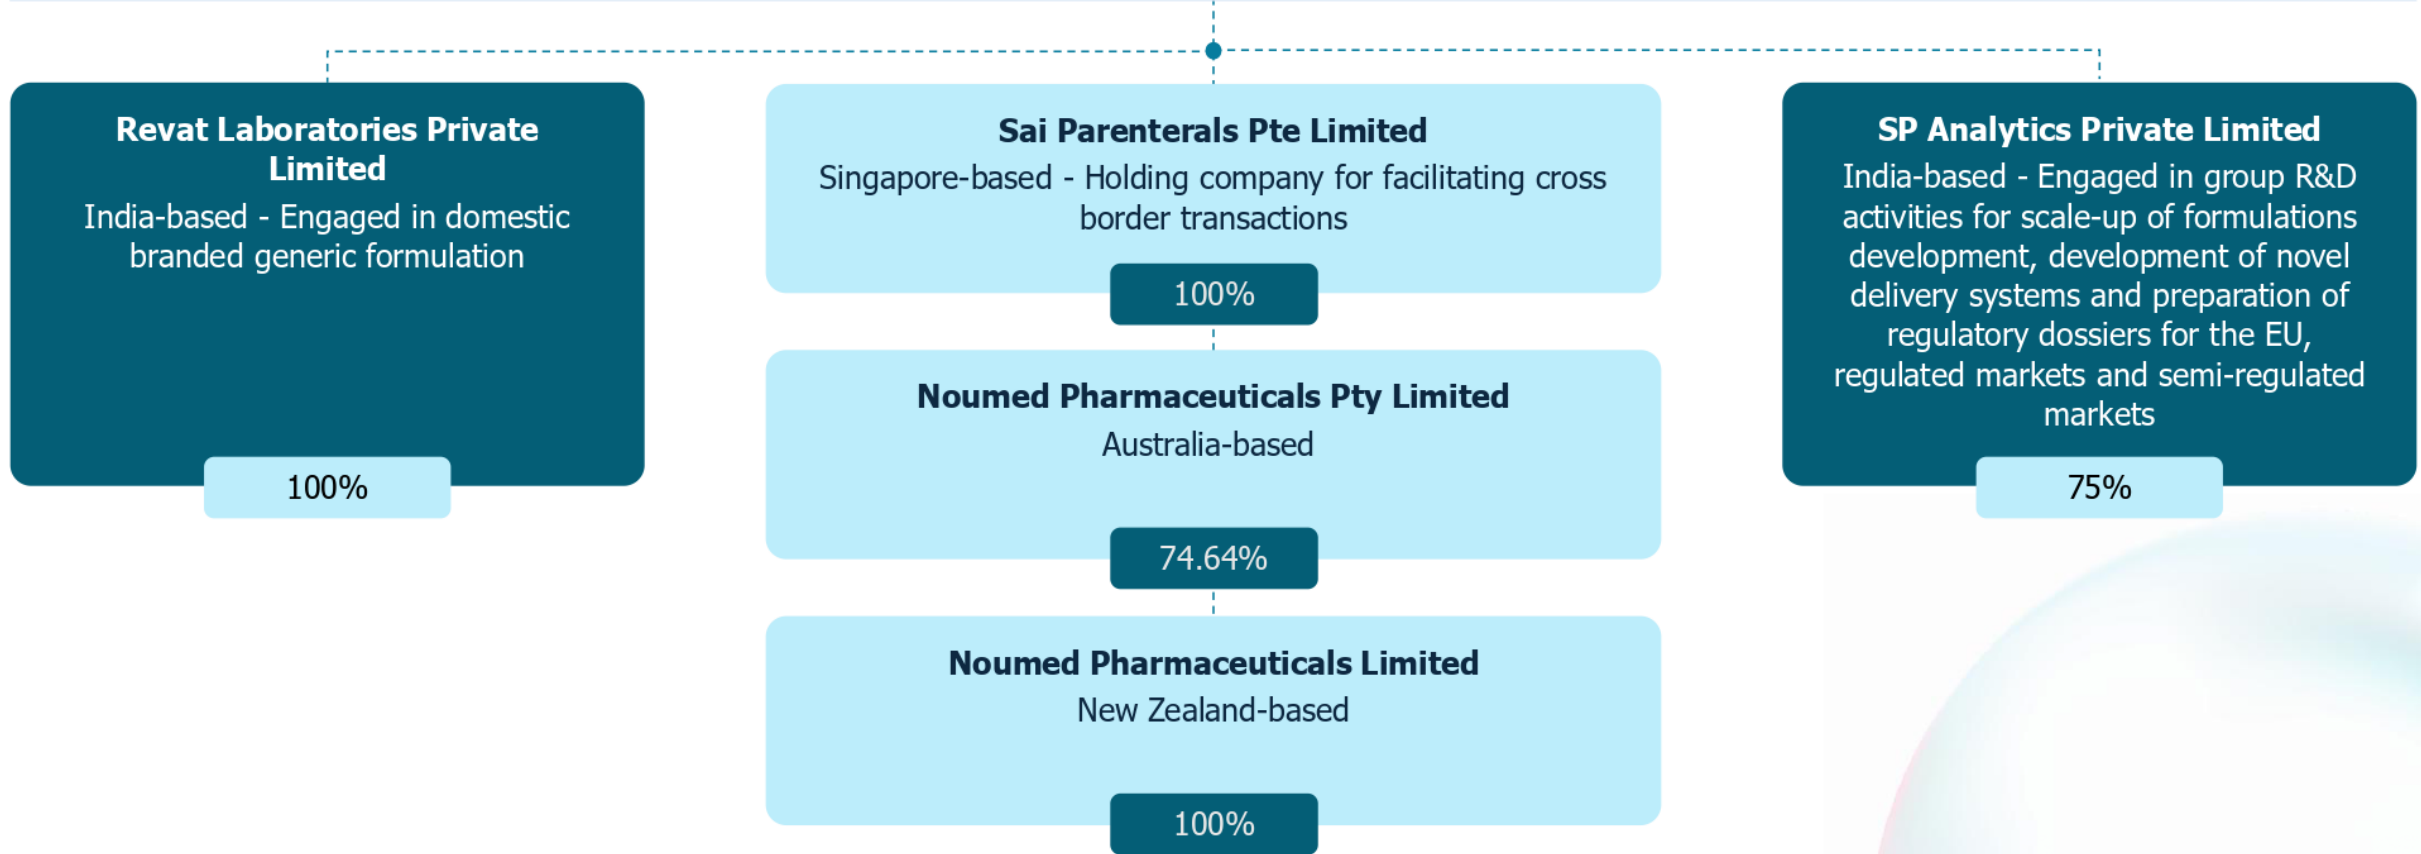 Revat Laboratories Private
Limited
India-based - Engaged in domestic
branded generic formulation
100%
Sai Parenterals Pte Limited
Singapore-based - Holding company for facilitating cross
border transactions
100%
Noumed Pharmaceuticals Pty Limited
Australia-based
74.64%
Noumed Pharmaceuticals Limited
New Zealand-based
100%
SP Analytics Private Limited
India-based - Engaged in group R&D
activities for scale-up of formulations
development, development of novel
delivery systems and preparation of
regulatory dossiers for the EU,
regulated markets and semi-regulated
markets
75%